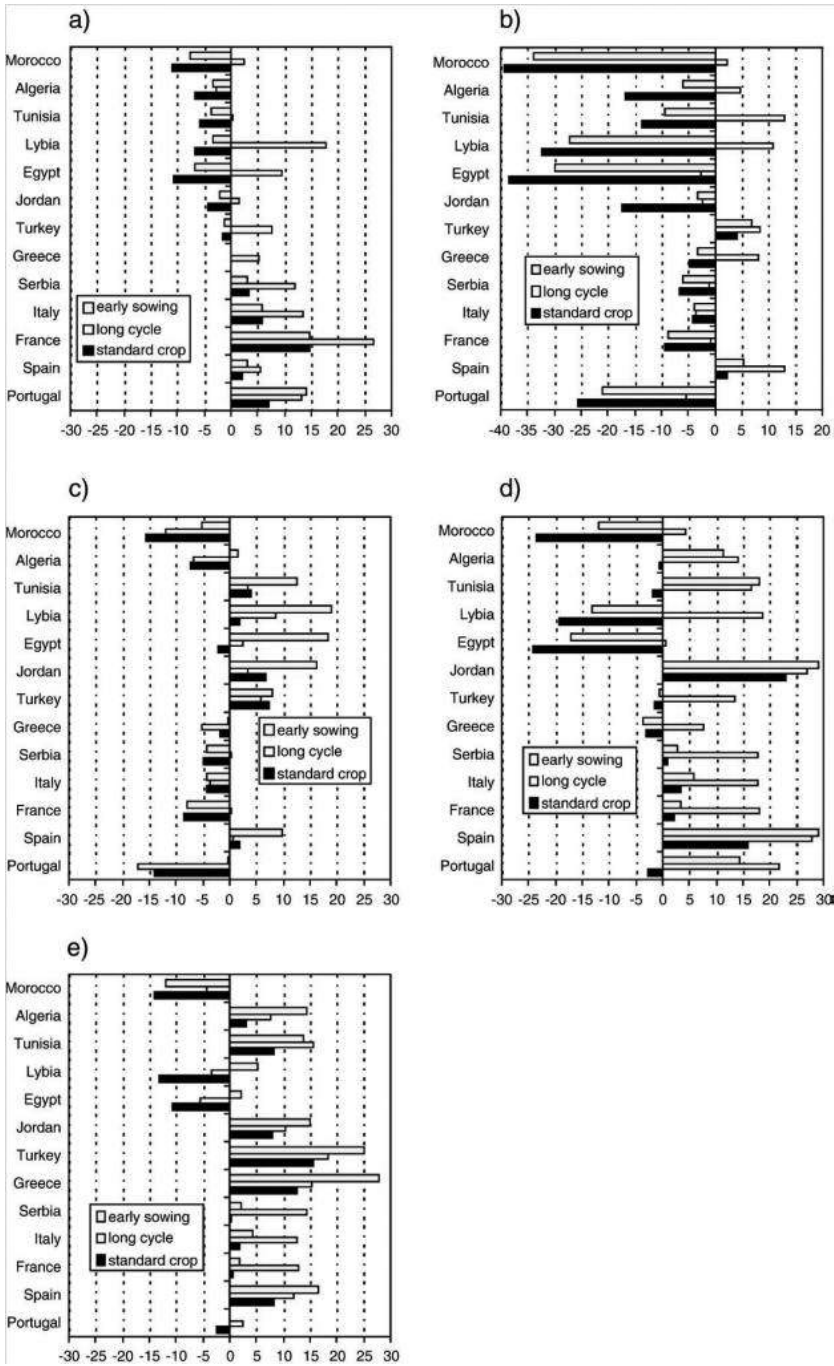 a)
Morocco
Algeria
Tunisia
Lybia
Egypt
Jordan
Turkey
Greece
Serbia
Italy
France
Spain
Portugal
early sowing
long cycle
standard crop
-30 -25 -20 -15 -10 -5 0 5 10 15 20 25 30
b)
Morocco
Algeria
Tunisia
Lybia
Egypt
Jordan
Turkey
Greece
Serbia
Italy
France
Spain
Portugal
early sowing
long cycle
standard crop
-40 -35 -30 -25 -20 -15 -10 -5 0 5 10 15 20
c)
Morocco
Algeria
Tunisia
Lybia
Egypt
Jordan
Turkey
Greece
Serbia
Italy
France
Spain
Portugal
early sowing
long cycle
standard crop
-30 -25 -20 -15 -10 -5 0 5 10 15 20 25 30
d)
Morocco
Algeria
Tunisia
Lybia
Egypt
Jordan
Turkey
Greece
Serbia
Italy
France
Spain
Portugal
early sowing
long cycle
standard crop
-30 -25 -20 -15 -10 -5 0 5 10 15 20 25 30
e)
Morocco
Algeria
Tunisia
Lybia
Egypt
Jordan
Turkey
Greece
Serbia
Italy
France
Spain
Portugal
early sowing
long cycle
standard crop
-30 -25 -20 -15 -10 -5 0 5 10 15 20 25 30